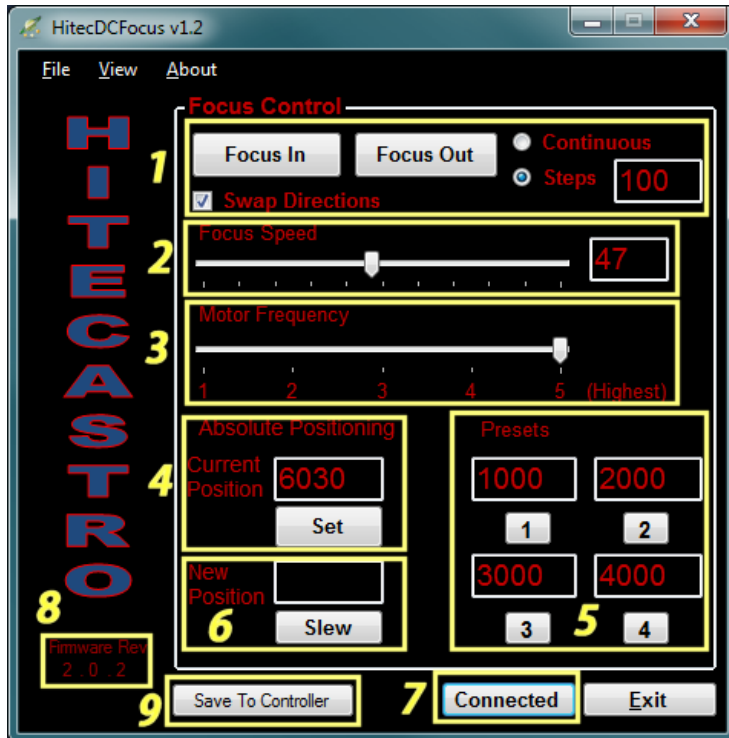 HitecDCFocus v1.2
File View About
HITECASTRO
Focus Control
1
Focus In
Focus Out
Continuous
Steps
100
Swap Directions
2
Focus Speed
47
3
Motor Frequency
1 2 3 4 5 (Highest)
4
Absolute Positioning
Current
Position
6030
Set
Presets
1000 2000
1 2
3000 4000
3 4
5
New
Position
6
Slew
8
Firmware Rev
2.0.2
9
Save To Controller
7
Connected
Exit